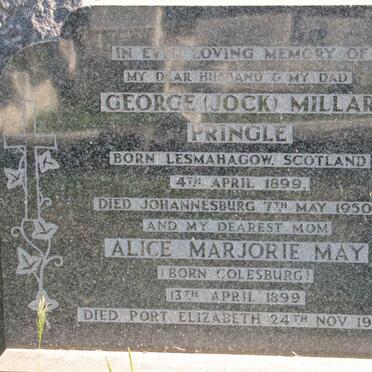 IN EVER LOVING MEMORY OF
MY DEAR HUSBAND & MY DAD
GEORGE (JOCK) MILLAR
PRINGLE
BORN LESMAHAGOW, SCOTLAND
4TH APRIL 1899,
DIED JOHANNESBURG 7TH MAY 1950
AND MY DEAREST MOM
ALICE MARJORIE MAY
(BORN COLESBURG)
13TH APRIL 1899
DIED PORT ELIZABETH 24TH NOV